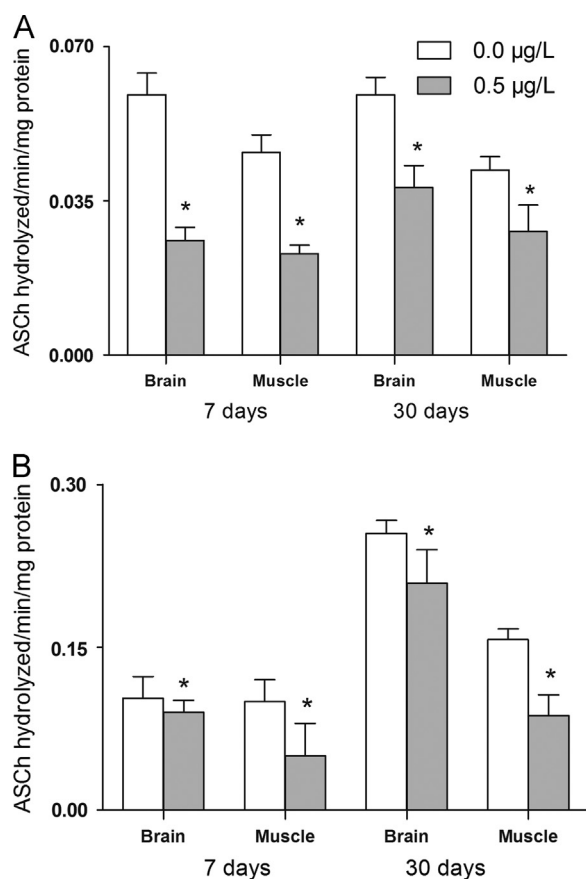 A
0.070
0.0 µg/L
0.5 µg/L
ASCh hydrolyzed/min/mg protein
*
*
*
*
0.035
0.000
Brain Muscle Brain Muscle
7 days 30 days
B
0.30
ASCh hydrolyzed/min/mg protein
*
*
*
*
0.15
0.00
Brain Muscle Brain Muscle
7 days 30 days